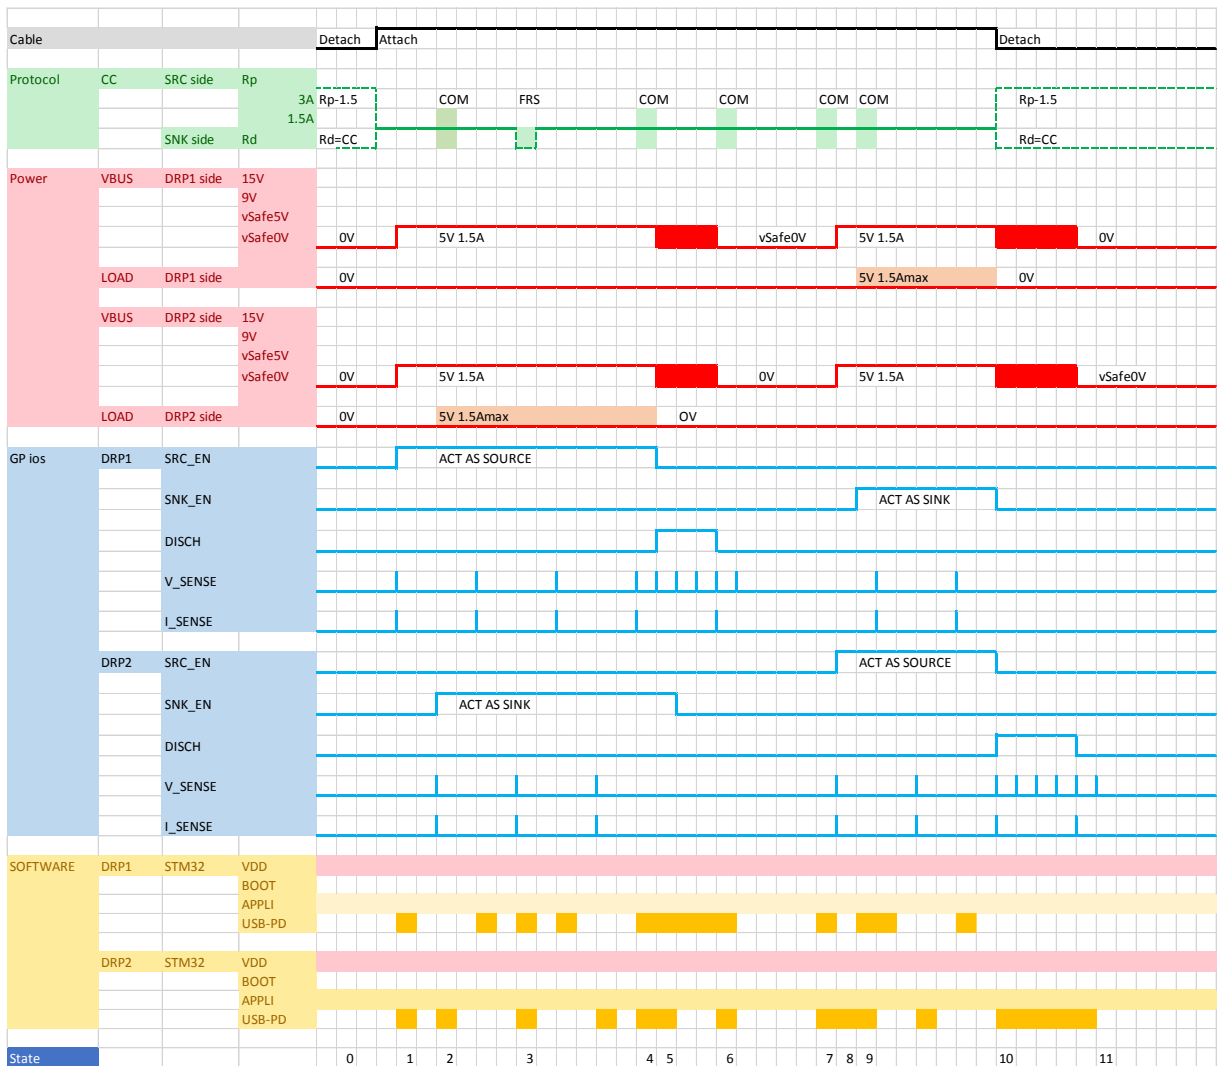 Cable Detach Attach Detach
Protocol CC SRC side Rp
3A Rp-1.5 COM FRS COM COM COM COM Rp-1.5
1.5A
SNK side Rd Rd=CC Rd=CC
Power VBUS DRP1 side 15V
9V
vSafe5V
vSafe0V 0V 5V 1.5A vSafe0V 5V 1.5A 0V
LOAD DRP1 side 0V 5V 1.5Amax 0V
VBUS DRP2 side 15V
9V
vSafe5V
vSafe0V 0V 5V 1.5A 0V 5V 1.5A vSafe0V
LOAD DRP2 side 0V 5V 1.5Amax OV
GP ios DRP1 SRC_EN ACT AS SOURCE
SNK_EN ACT AS SINK
DISCH
V_SENSE
I_SENSE
DRP2 SRC_EN ACT AS SOURCE
SNK_EN ACT AS SINK
DISCH
V_SENSE
I_SENSE
SOFTWARE DRP1 STM32 VDD
BOOT
APPLI
USB-PD
DRP2 STM32 VDD
BOOT
APPLI
USB-PD
State 0 1 2 3 4 5 6 7 8 9 10 11